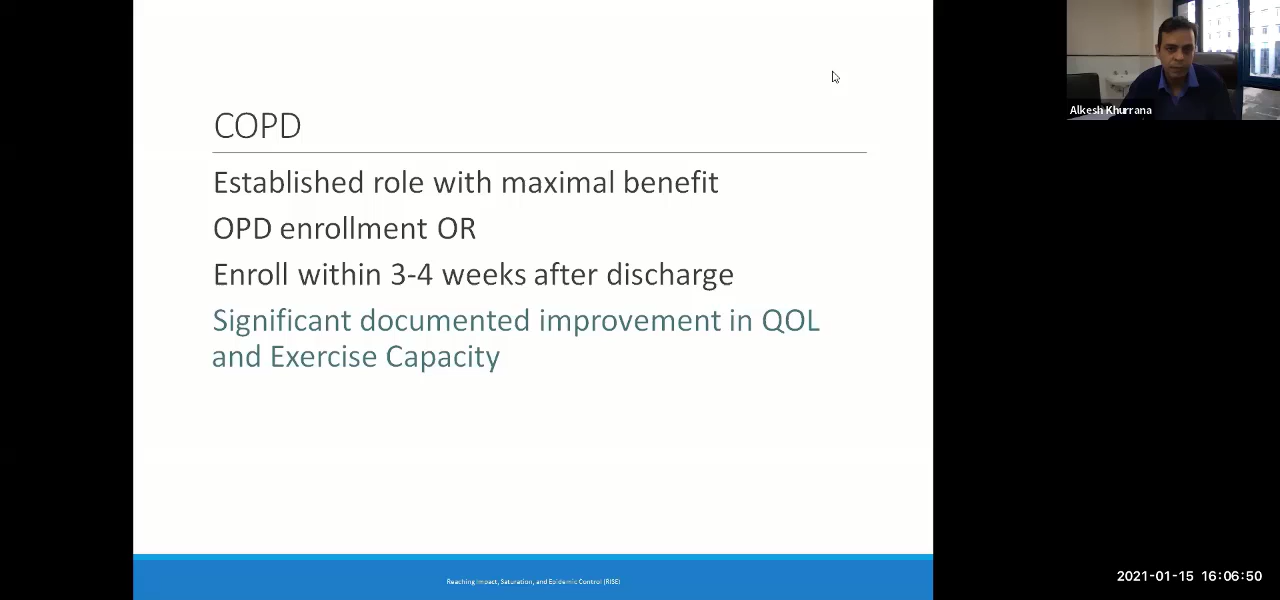 COPD
Established role with maximal benefit
OPD enrollment OR
Enroll within 3-4 weeks after discharge
Significant documented improvement in QOL
and Exercise Capacity
Reaching Impact, Saturation, and Epidemic Control (RISE)
Alkesh Khurrana
2021-01-15 16:06:50